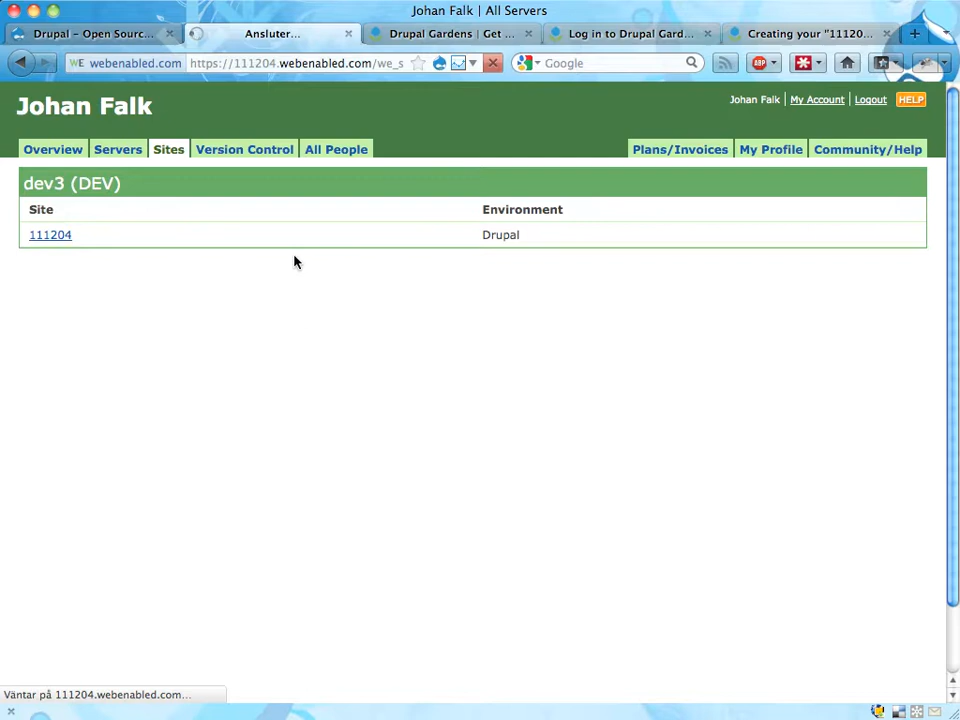 Johan Falk | All Servers
Drupal – Open Sourc...
Ansluter...
Drupal Gardens | Get ...
Log in to Drupal Gard...
Creating your "11120...
WE webenabled.com https://111204.webenabled.com/we_s
Google
ABP
Johan Falk
Johan Falk | My Account | Logout HELP
Overview Servers Sites Version Control All People Plans/Invoices My Profile Community/Help
dev3 (DEV)
Site Environment
111204 Drupal
Väntar på 111204.webenabled.com...